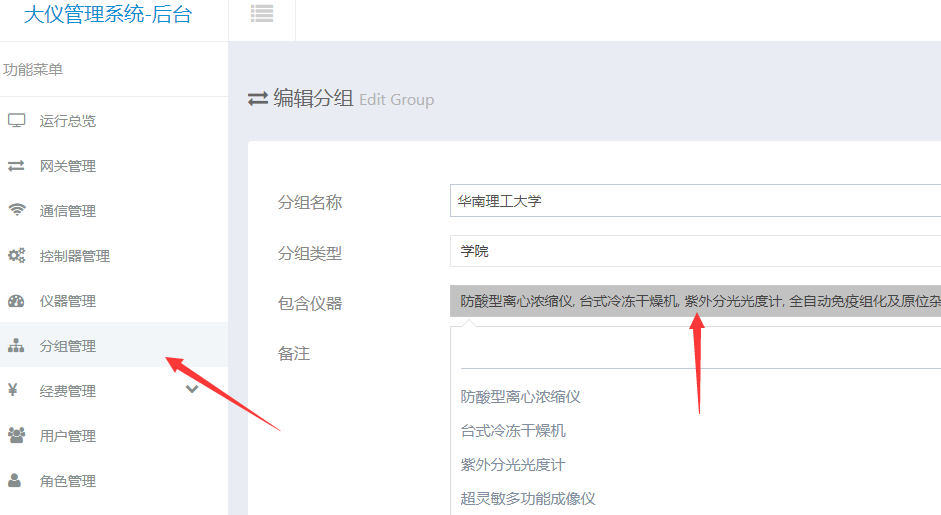 大仪管理系统-后台
功能菜单
运行总览
网关管理
通信管理
控制器管理
仪器管理
分组管理
经费管理
用户管理
角色管理
编辑分组 Edit Group
分组名称 华南理工大学
分组类型 学院
包含仪器 防酸型离心浓缩仪, 台式冷冻干燥机, 紫外分光光度计, 全自动免疫组化及原位杂
备注
防酸型离心浓缩仪
台式冷冻干燥机
紫外分光光度计
超灵敏多功能成像仪